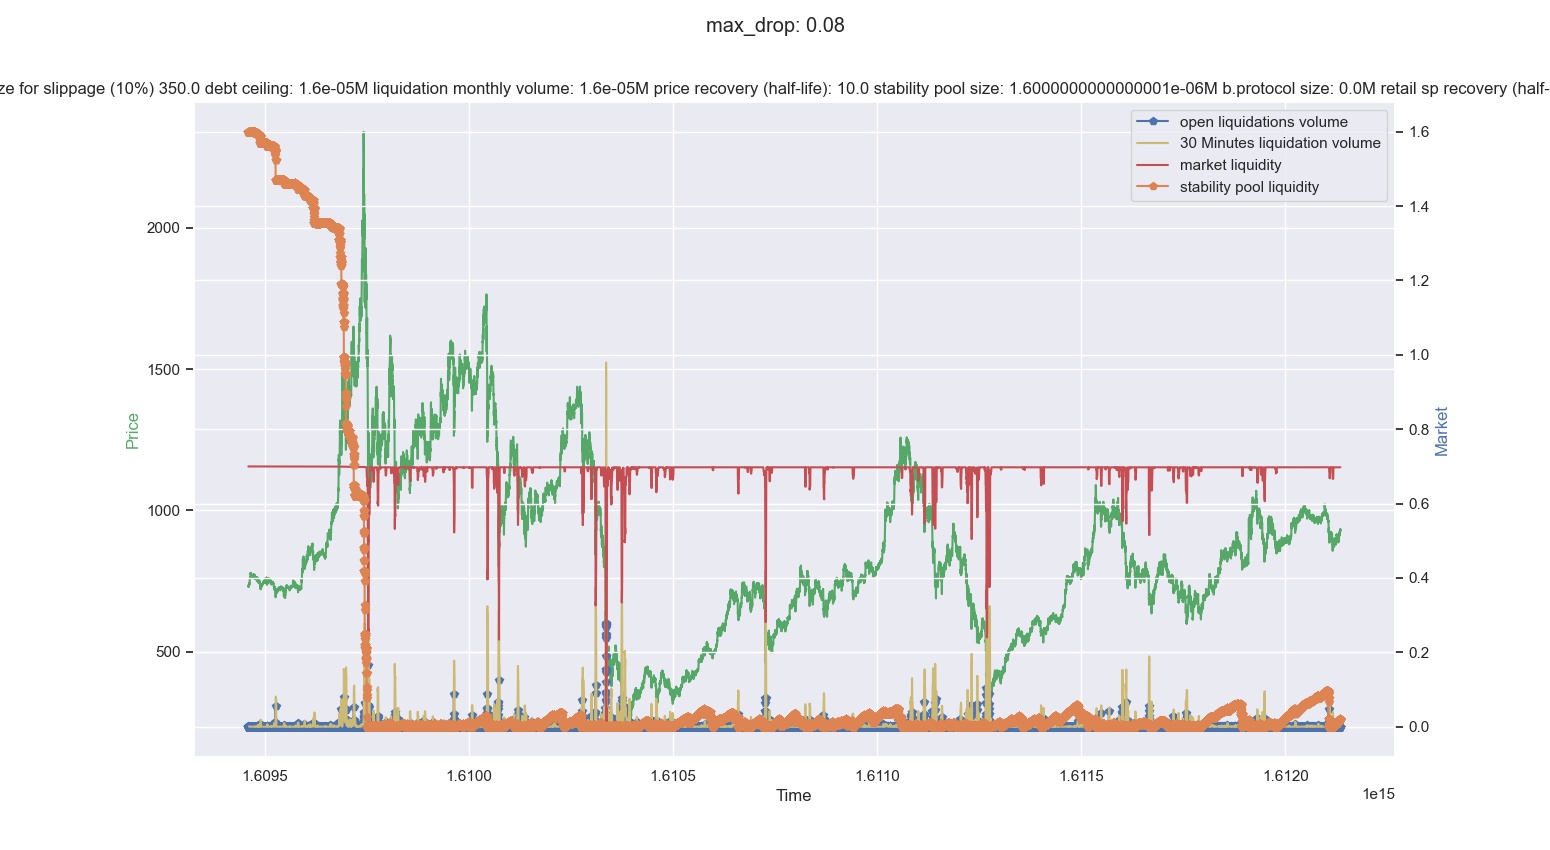 max_drop: 0.08
ze for slippage (10%) 350.0 debt ceiling: 1.6e-05M liquidation monthly volume: 1.6e-05M price recovery (half-life): 10.0 stability pool size: 1.6000000000000001e-06M b.protocol size: 0.0M retail sp recovery (half-
open liquidations volume
30 Minutes liquidation volume
market liquidity
stability pool liquidity
2000
1500
1000
500
Price
1.6
1.4
1.2
1.0
0.8
0.6
0.4
0.2
0.0
Market
1.6095 1.6100 1.6105 1.6110 1.6115 1.6120
Time
1e15